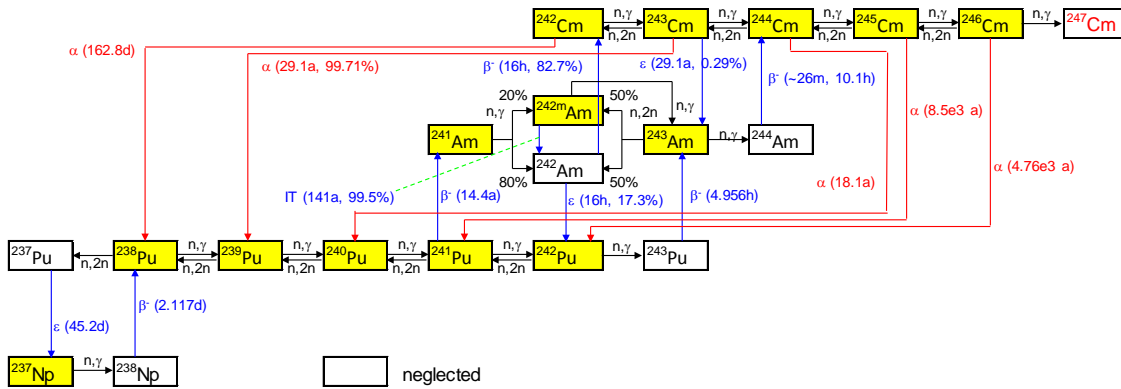 ²⁴²Cm n,γ n,2n ²⁴³Cm n,γ n,2n ²⁴⁴Cm n,γ n,2n ²⁴⁵Cm n,γ n,2n ²⁴⁶Cm n,γ ²⁴⁷Cm
α (162.8d)
α (29.1a, 99.71%)
β⁻ (16h, 82.7%)
ε (29.1a, 0.29%)
β⁻ (~26m, 10.1h)
α (8.5e3 a)
α (4.76e3 a)
20% ²⁴²ᵐAm 50%
n,γ n,2n n,γ
²⁴¹Am ²⁴³Am n,γ ²⁴⁴Am
²⁴²Am
80% 50%
IT (141a, 99.5%)
β⁻ (14.4a)
ε (16h, 17.3%)
β⁻ (4.956h)
α (18.1a)
²³⁷Pu n,2n ²³⁸Pu n,γ n,2n ²³⁹Pu n,γ n,2n ²⁴⁰Pu n,γ n,2n ²⁴¹Pu n,γ n,2n ²⁴²Pu n,γ ²⁴³Pu
ε (45.2d)
β⁻ (2.117d)
²³⁷Np n,γ ²³⁸Np
neglected